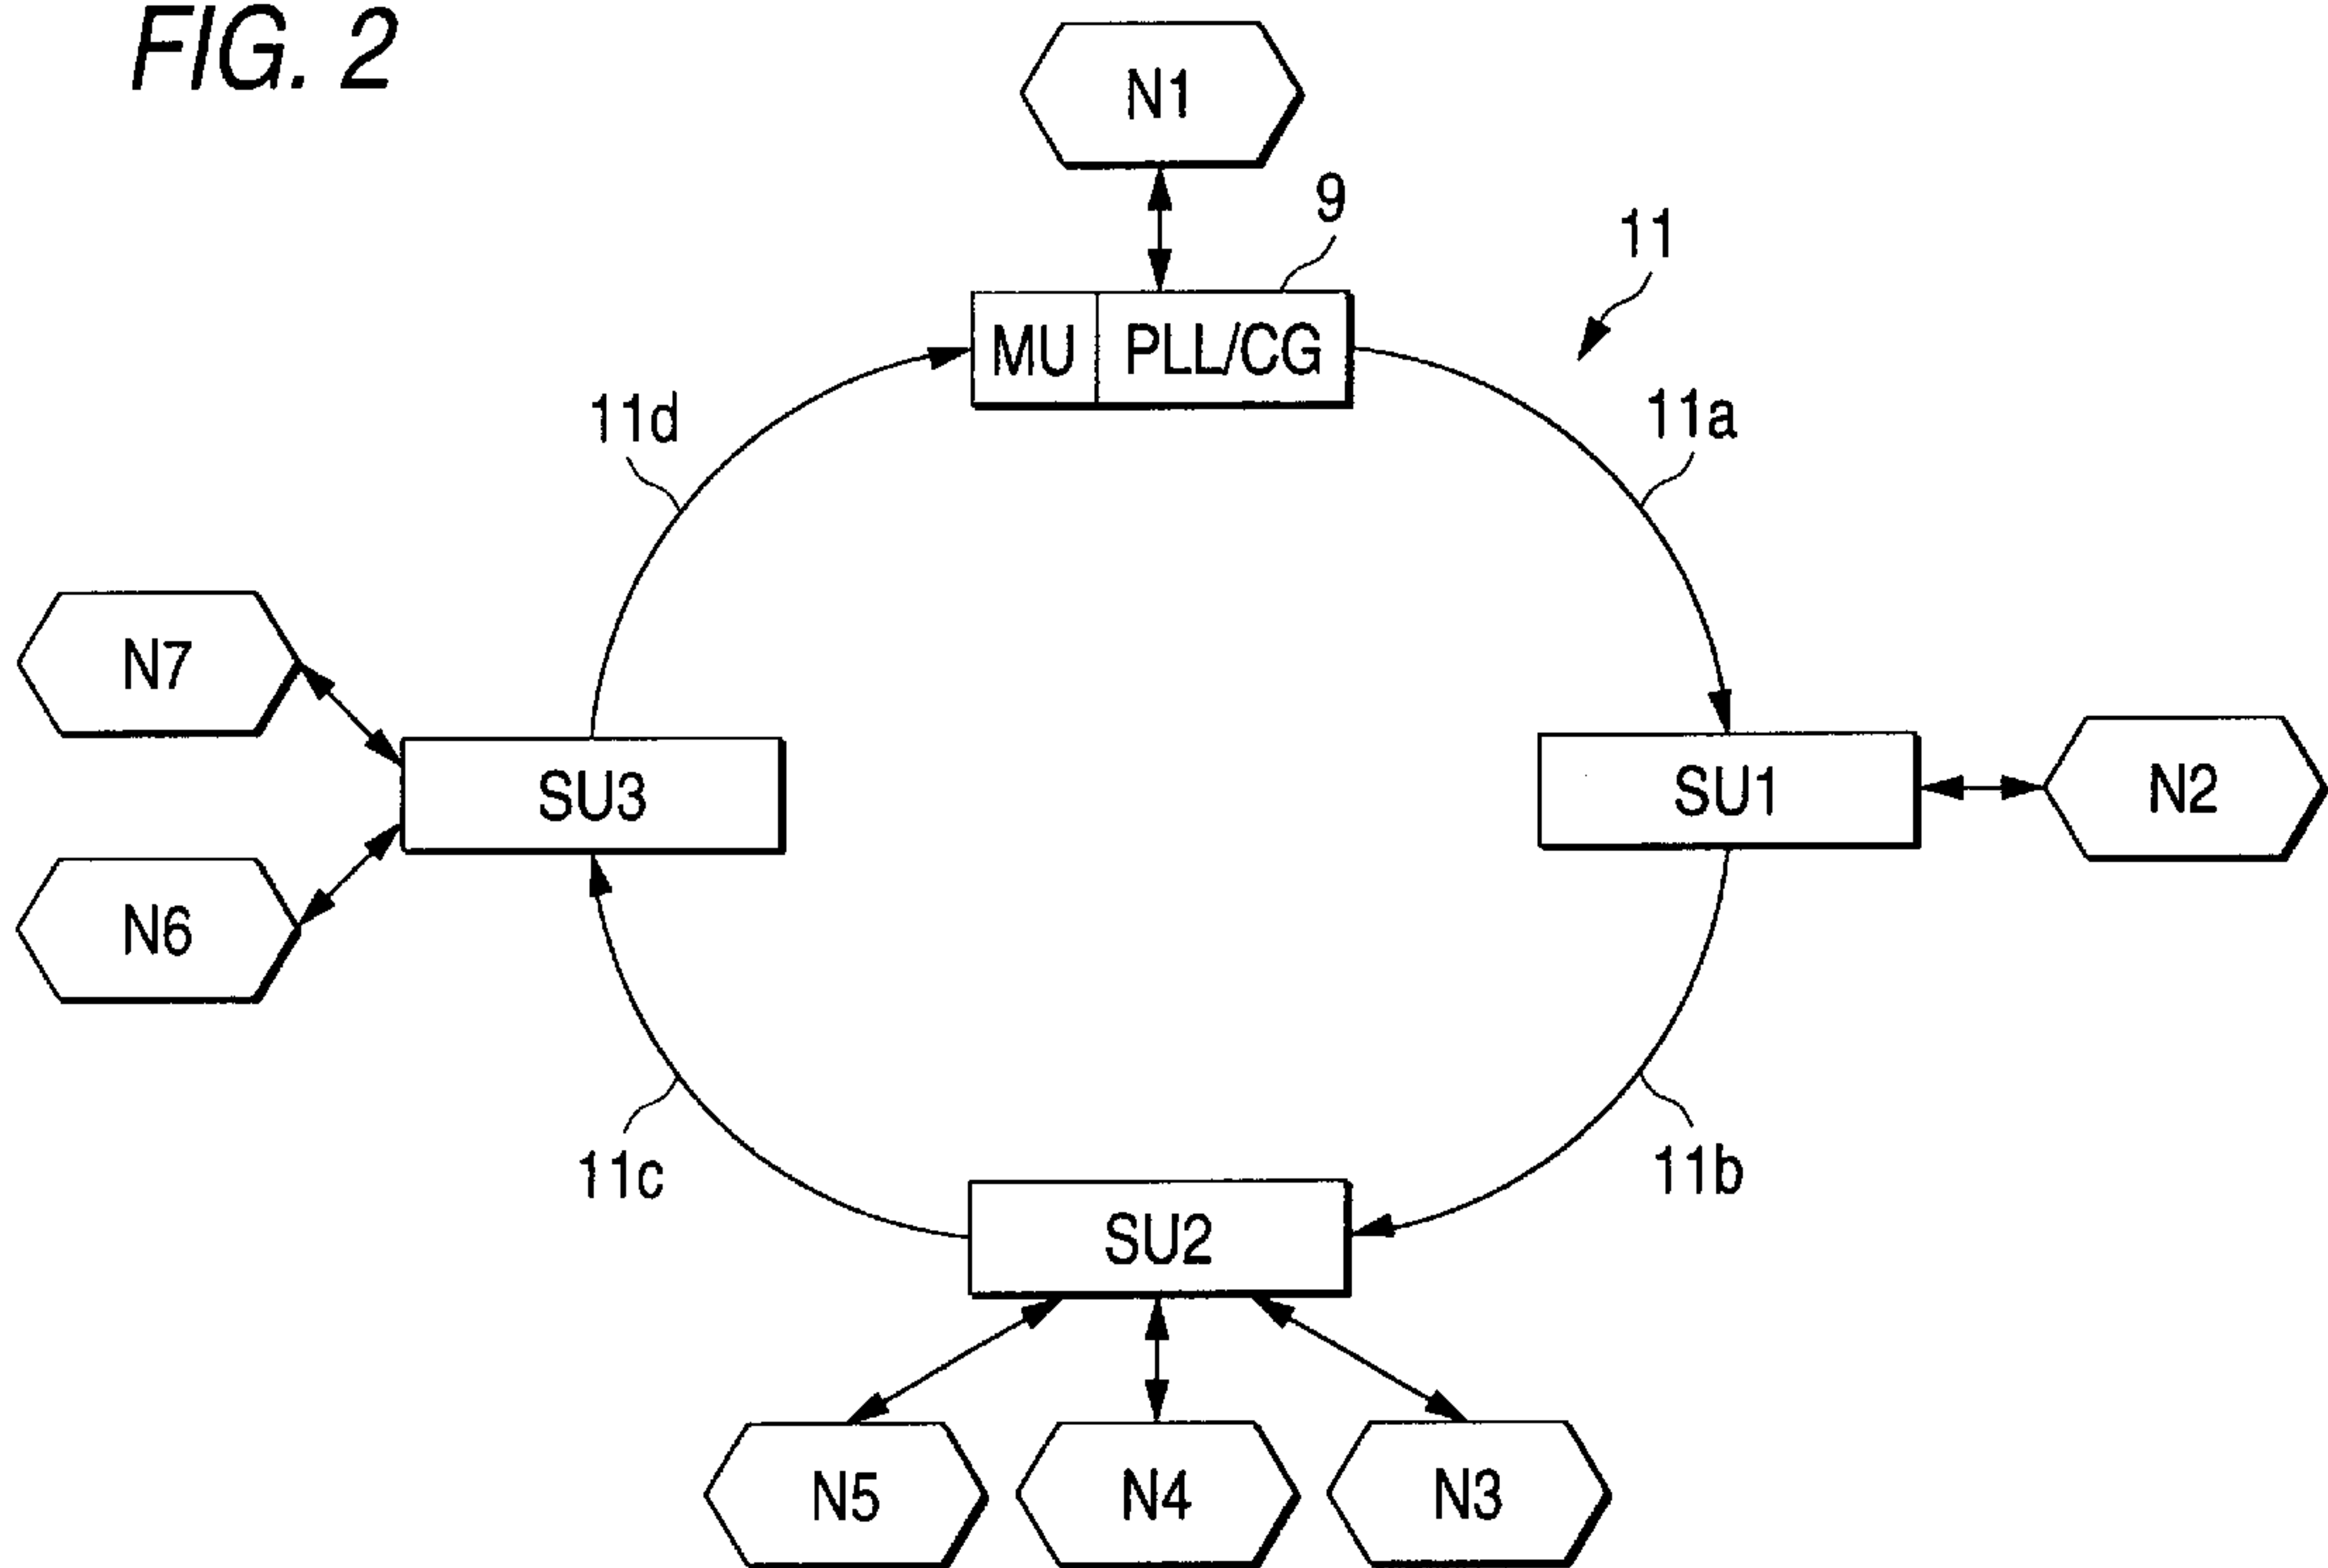 FIG. 2
N1
9
11
MU
PLL/CG
11d
11a
N7
SU3
SU1
N2
N6
11c
11b
SU2
N5
N4
N3